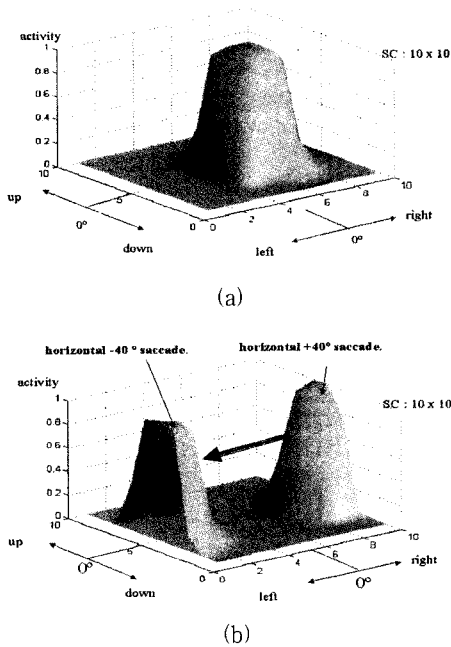 activity
SC : 10 x 10
1
0.8
0.6
0.4
0.2
0
10
5
0
0
2
4
6
8
10
up
0°
down
left
0°
right
(a)
horizontal -40 ° saccade.
horizontal +40° saccade.
activity
SC : 10 x 10
1
0.8
0.6
0.4
0.2
0
10
5
0
0
2
4
6
8
10
up
0°
down
left
0°
right
(b)